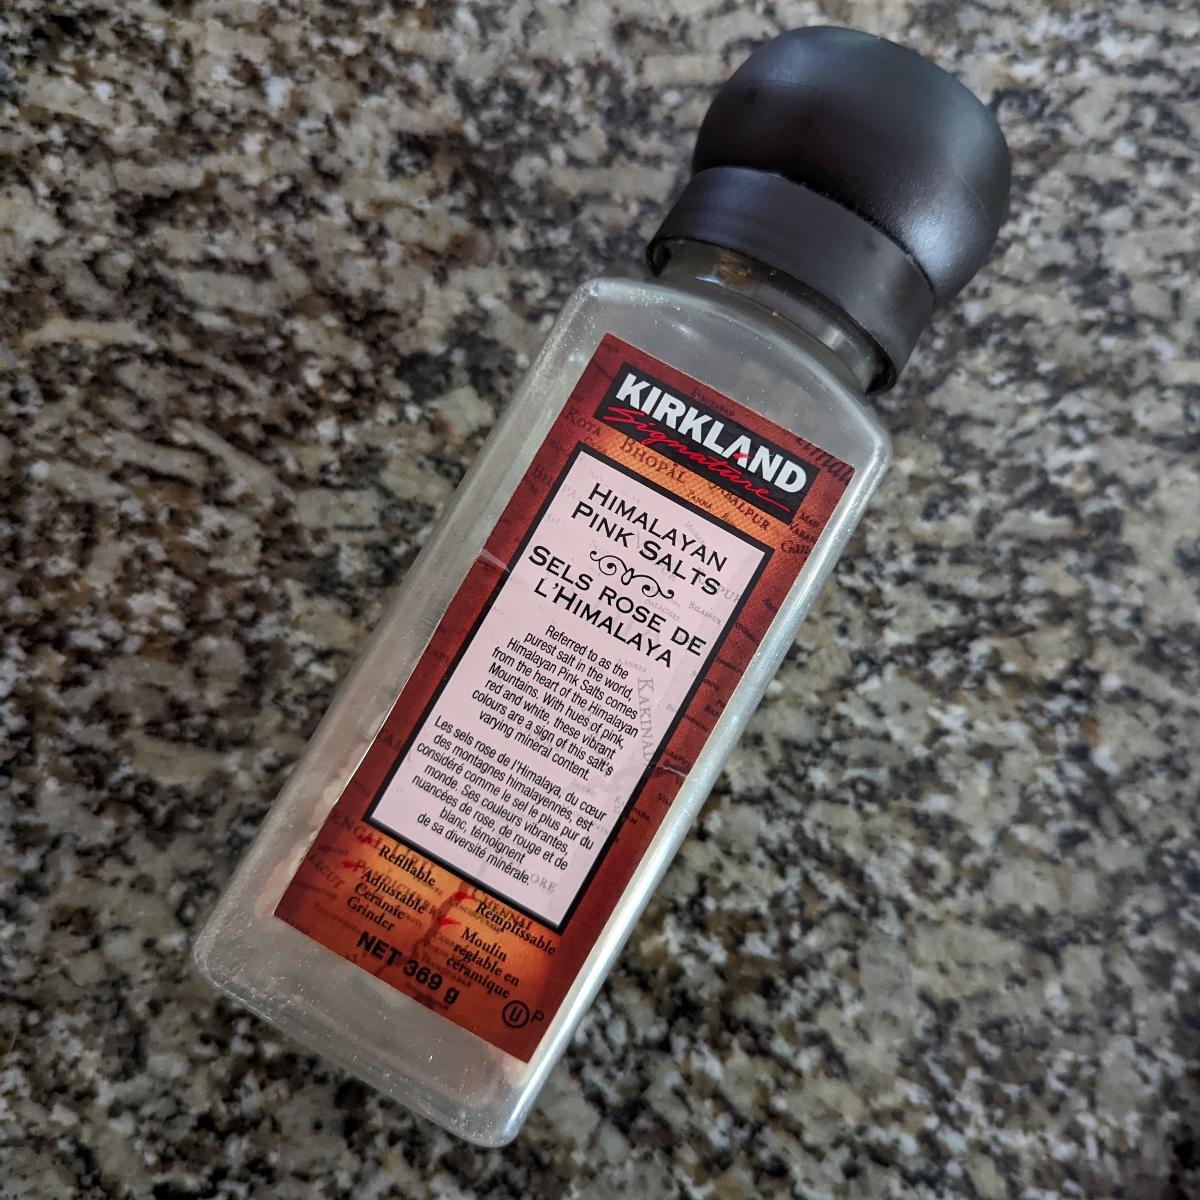 KIRKLAND
Signature
KOTA
BHOPAL
JABALPUR
PANNA
HIMALAYAN
PINK SALTS
SELS ROSE DE
L'HIMALAYA
Referred to as the
purest salt in the world,
Himalayan Pink Salts comes
from the heart of the Himalayan
Mountains. With hues of pink,
red and white, these vibrant
colours are a sign of this salt's
varying mineral content.
Les sels rose de l'Himalaya, du cœur
des montagnes himalayennes, est
considéré comme le sel le plus pur du
monde. Ses couleurs vibrantes,
nuancées de rose, de rouge et de
blanc, témoignent
de sa diversité minérale.
Refillable
Adjustable
Ceramic
Grinder
CHENNAI
Remplissable
Moulin
réglable en
céramique
NET 369 g
U P